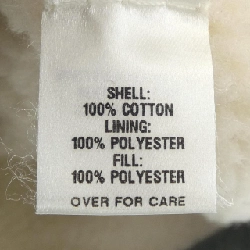 SHELL:
100% COTTON
LINING:
100% POLYESTER
FILL:
100% POLYESTER
OVER FOR CARE